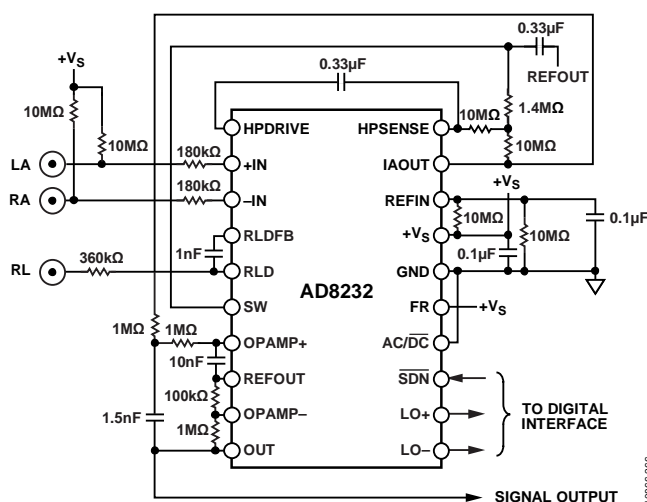 0.33µF
+VS
0.33µF
REFOUT
10MΩ
HPDRIVE
HPSENSE
10MΩ
1.4MΩ
10MΩ
180kΩ
10MΩ
LA
+IN
IAOUT
180kΩ
+VS
RA
–IN
REFIN
10MΩ
0.1µF
RLDFB
+VS
1nF
0.1µF
10MΩ
360kΩ
RL
RLD
GND
AD8232
SW
FR
+VS
1MΩ
1MΩ
OPAMP+
AC/DC
10nF
REFOUT
SDN
100kΩ
1.5nF
OPAMP–
LO+
TO DIGITAL
INTERFACE
1MΩ
OUT
LO–
SIGNAL OUTPUT